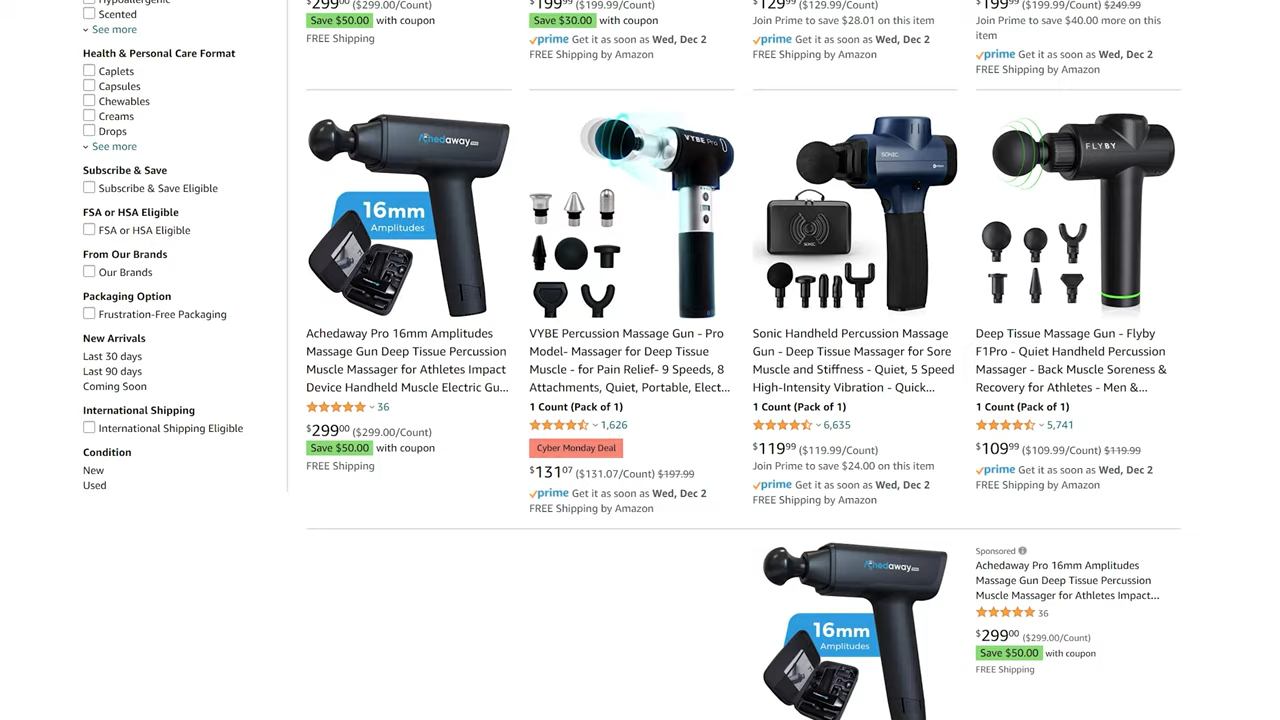 Hypoallergenic
Scented
See more
Health & Personal Care Format
Caplets
Capsules
Chewables
Creams
Drops
See more
Subscribe & Save
Subscribe & Save Eligible
FSA or HSA Eligible
FSA or HSA Eligible
From Our Brands
Our Brands
Packaging Option
Frustration-Free Packaging
New Arrivals
Last 30 days
Last 90 days
Coming Soon
International Shipping
International Shipping Eligible
Condition
New
Used
$299⁰⁰ ($299.00/Count)
Save $50.00 with coupon
FREE Shipping
$199⁹⁹ ($199.99/Count)
Save $30.00 with coupon
prime Get it as soon as Wed, Dec 2
FREE Shipping by Amazon
$129⁹⁹ ($129.99/Count)
Join Prime to save $28.01 on this item
prime Get it as soon as Wed, Dec 2
FREE Shipping by Amazon
$199⁹⁹ ($199.99/Count) $249.99
Join Prime to save $40.00 more on this
item
prime Get it as soon as Wed, Dec 2
FREE Shipping by Amazon
Achedaway
16mm
Amplitudes
Achedaway Pro 16mm Amplitudes
Massage Gun Deep Tissue Percussion
Muscle Massager for Athletes Impact
Device Handheld Muscle Electric Gu...
36
$299⁰⁰ ($299.00/Count)
Save $50.00 with coupon
FREE Shipping
VYBE Pro
VYBE Percussion Massage Gun - Pro
Model- Massager for Deep Tissue
Muscle - for Pain Relief- 9 Speeds, 8
Attachments, Quiet, Portable, Elect...
1 Count (Pack of 1)
1,626
Cyber Monday Deal
$131⁰⁷ ($131.07/Count) $197.99
prime Get it as soon as Wed, Dec 2
FREE Shipping by Amazon
SONIC
SONIC
Sonic Handheld Percussion Massage
Gun - Deep Tissue Massager for Sore
Muscle and Stiffness - Quiet, 5 Speed
High-Intensity Vibration - Quick...
1 Count (Pack of 1)
6,635
$119⁹⁹ ($119.99/Count)
Join Prime to save $24.00 on this item
prime Get it as soon as Wed, Dec 2
FREE Shipping by Amazon
FLYBY
Deep Tissue Massage Gun - Flyby
F1Pro - Quiet Handheld Percussion
Massager - Back Muscle Soreness &
Recovery for Athletes - Men &...
1 Count (Pack of 1)
5,741
$109⁹⁹ ($109.99/Count) $119.99
prime Get it as soon as Wed, Dec 2
FREE Shipping by Amazon
Achedaway
16mm
Amplitudes
Sponsored
Achedaway Pro 16mm Amplitudes
Massage Gun Deep Tissue Percussion
Muscle Massager for Athletes Impact...
36
$299⁰⁰ ($299.00/Count)
Save $50.00 with coupon
FREE Shipping